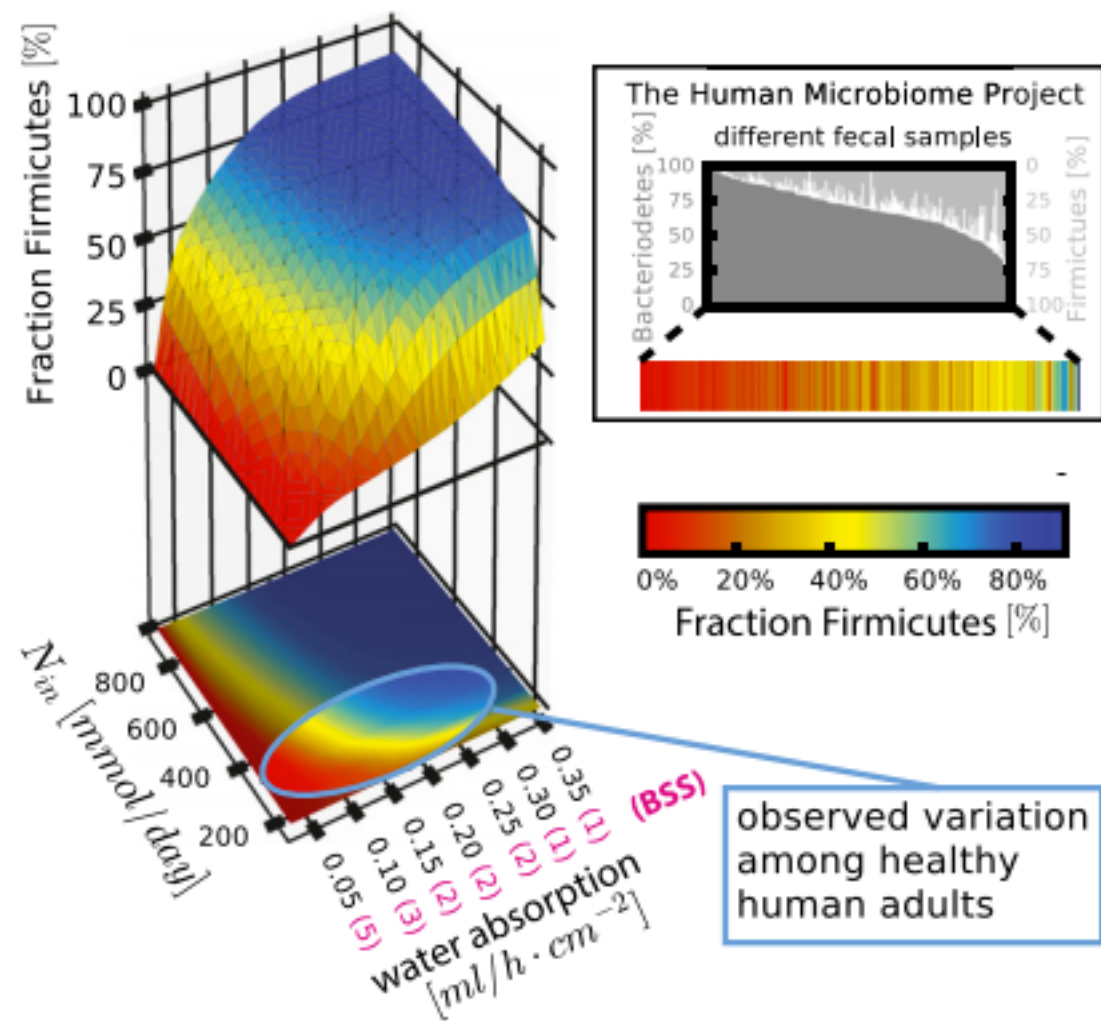 Fraction Firmicutes [%]
100
75
50
25
0
The Human Microbiome Project
different fecal samples
Bacteriodetes [%]
100
75
50
25
0
0
25
50
75
100
Firmictues [%]
-
0% 20% 40% 60% 80%
Fraction Firmicutes [%]
N_in [mmol/day]
800
600
400
200
0.05 (5)
0.10 (3)
0.15 (2)
0.20 (2)
0.25 (2)
0.30 (1)
0.35 (1)
(BSS)
water absorption
[ml/h · cm⁻²]
observed variation
among healthy
human adults